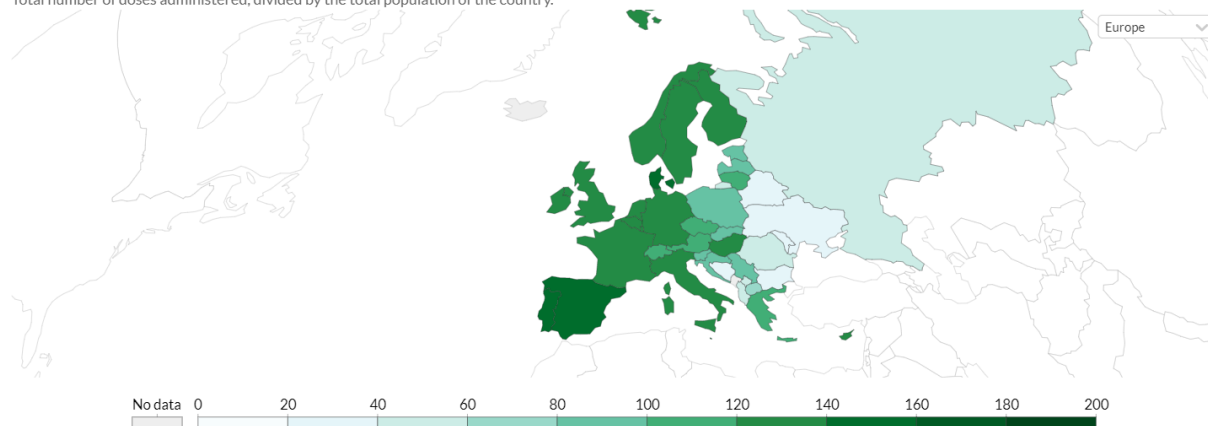 Total number of doses administered, divided by the total population of the country.
Europe
No data 0 20 40 60 80 100 120 140 160 180 200